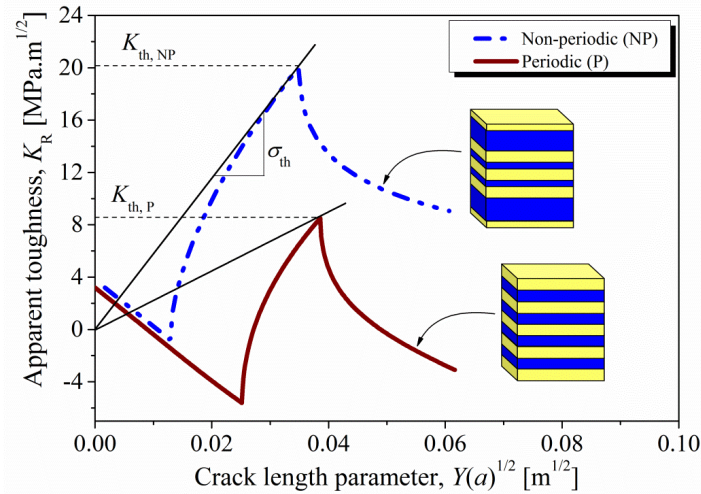 Apparent toughness, K_R [MPa.m^1/2]
24
20
16
12
8
4
0
-4
K_th, NP
K_th, P
σ_th
Non-periodic (NP)
Periodic (P)
0.00 0.02 0.04 0.06 0.08 0.10
Crack length parameter, Y(a)^1/2 [m^1/2]